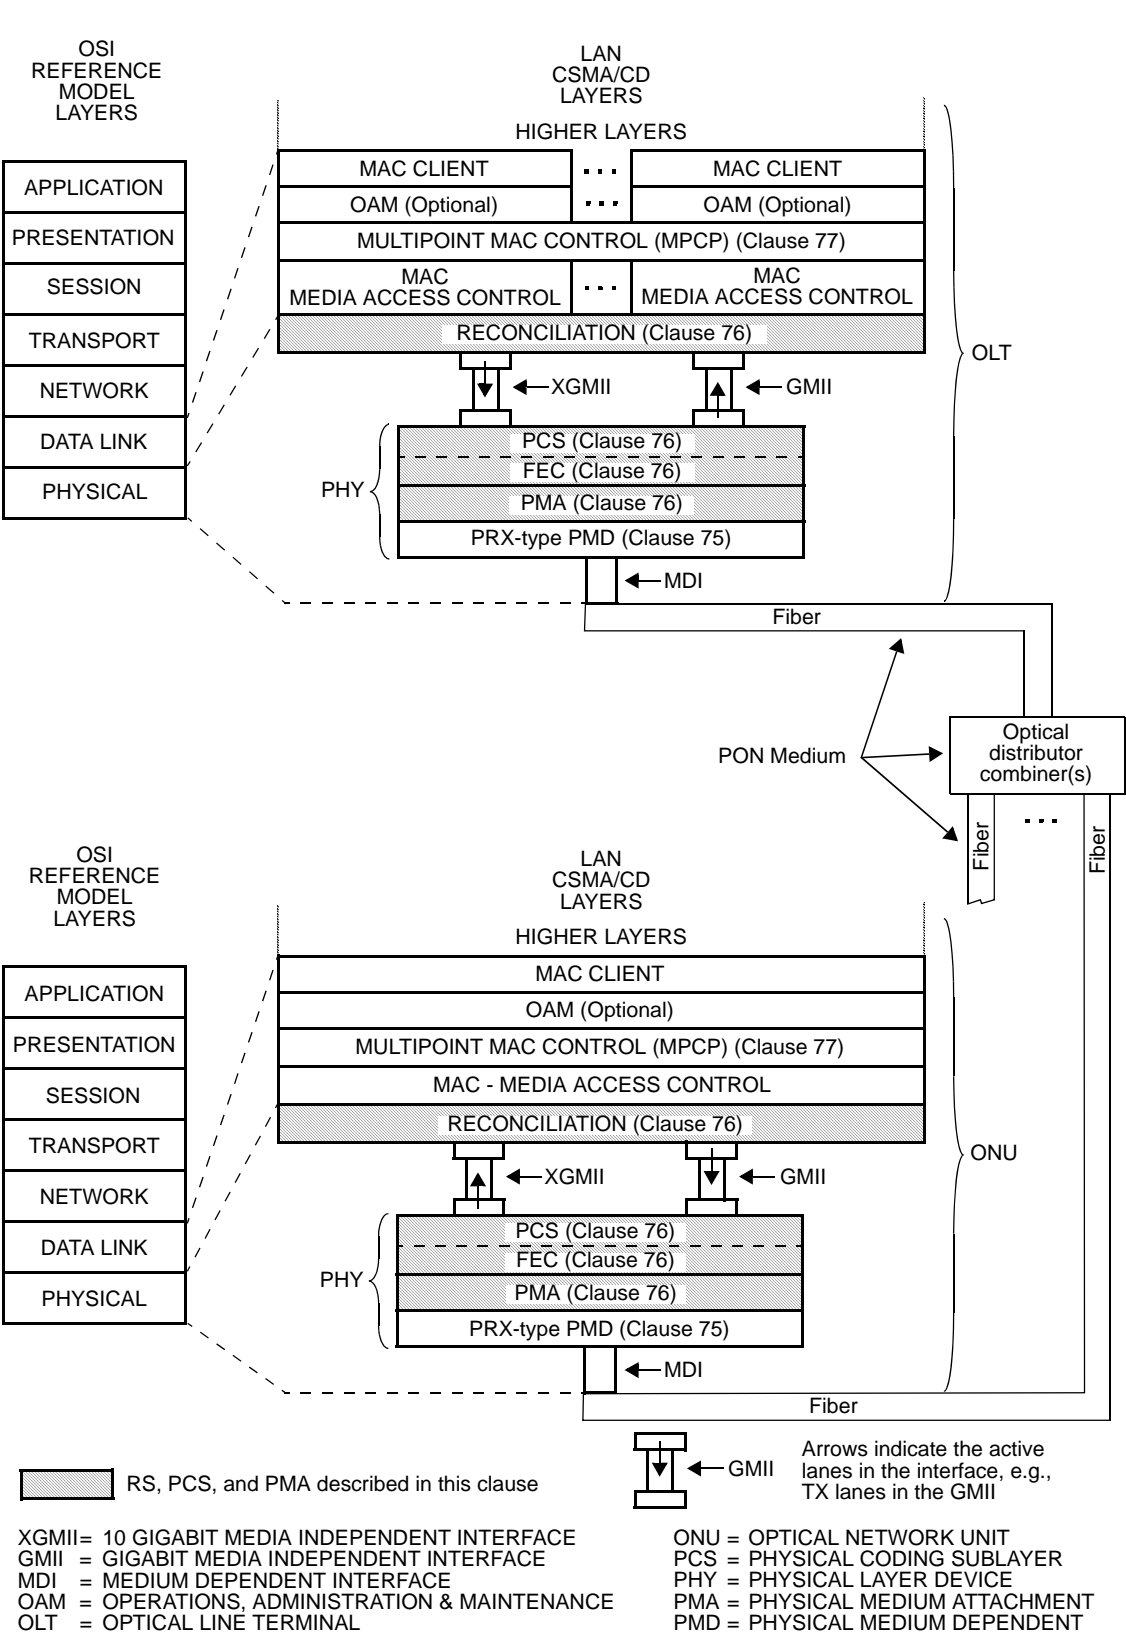 OSI
REFERENCE
MODEL
LAYERS
LAN
CSMA/CD
LAYERS
HIGHER LAYERS
APPLICATION
PRESENTATION
SESSION
TRANSPORT
NETWORK
DATA LINK
PHYSICAL
MAC CLIENT
MAC CLIENT
OAM (Optional)
OAM (Optional)
MULTIPOINT MAC CONTROL (MPCP) (Clause 77)
MAC
MEDIA ACCESS CONTROL
MAC
MEDIA ACCESS CONTROL
RECONCILIATION (Clause 76)
XGMII
GMII
OLT
PCS (Clause 76)
FEC (Clause 76)
PMA (Clause 76)
PRX-type PMD (Clause 75)
PHY
MDI
Fiber
PON Medium
Optical
distributor
combiner(s)
Fiber
Fiber
OSI
REFERENCE
MODEL
LAYERS
LAN
CSMA/CD
LAYERS
HIGHER LAYERS
APPLICATION
PRESENTATION
SESSION
TRANSPORT
NETWORK
DATA LINK
PHYSICAL
MAC CLIENT
OAM (Optional)
MULTIPOINT MAC CONTROL (MPCP) (Clause 77)
MAC - MEDIA ACCESS CONTROL
RECONCILIATION (Clause 76)
XGMII
GMII
ONU
PCS (Clause 76)
FEC (Clause 76)
PMA (Clause 76)
PRX-type PMD (Clause 75)
PHY
MDI
Fiber
RS, PCS, and PMA described in this clause
GMII
Arrows indicate the active
lanes in the interface, e.g.,
TX lanes in the GMII
XGMII= 10 GIGABIT MEDIA INDEPENDENT INTERFACE
GMII = GIGABIT MEDIA INDEPENDENT INTERFACE
MDI = MEDIUM DEPENDENT INTERFACE
OAM = OPERATIONS, ADMINISTRATION & MAINTENANCE
OLT = OPTICAL LINE TERMINAL
ONU = OPTICAL NETWORK UNIT
PCS = PHYSICAL CODING SUBLAYER
PHY = PHYSICAL LAYER DEVICE
PMA = PHYSICAL MEDIUM ATTACHMENT
PMD = PHYSICAL MEDIUM DEPENDENT